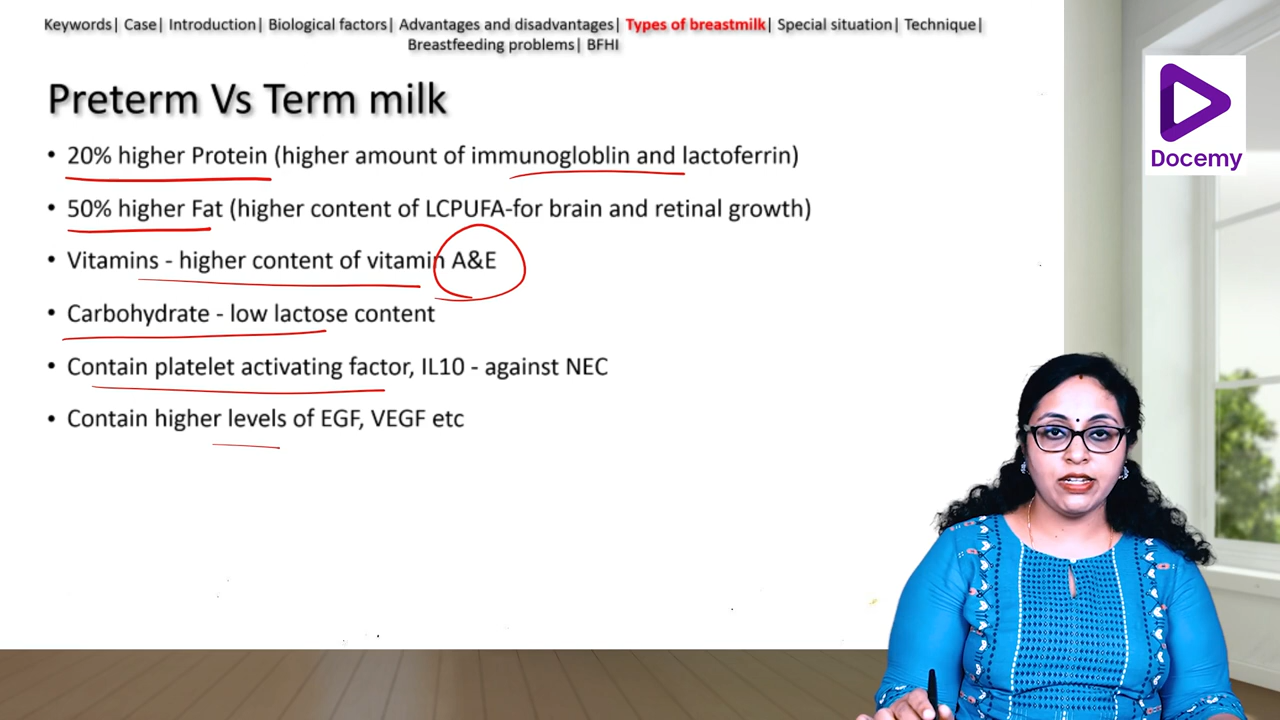 Keywords| Case| Introduction| Biological factors| Advantages and disadvantages| Types of breastmilk| Special situation| Technique|
Breastfeeding problems| BFHI
Preterm Vs Term milk
• 20% higher Protein (higher amount of immunogloblin and lactoferrin)
• 50% higher Fat (higher content of LCPUFA-for brain and retinal growth)
• Vitamins - higher content of vitamin A&E
• Carbohydrate - low lactose content
• Contain platelet activating factor, IL10 - against NEC
• Contain higher levels of EGF, VEGF etc
Docemy